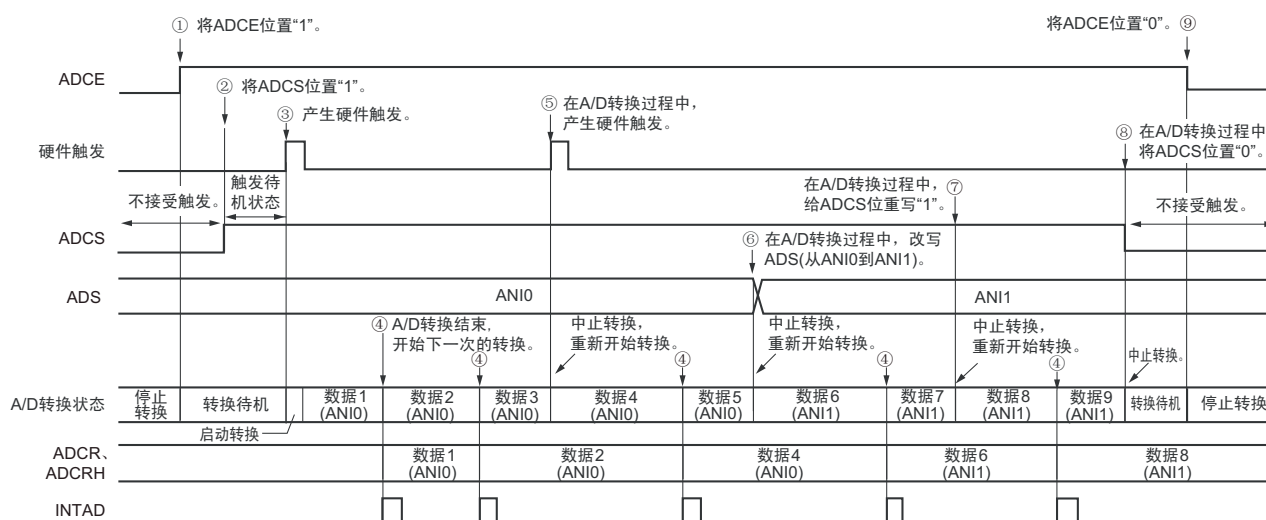 ① 将ADCE位置“1”。
将ADCE位置“0”。⑨
ADCE
② 将ADCS位置“1”。
③ 产生硬件触发。
⑤ 在A/D转换过程中，
产生硬件触发。
硬件触发
⑧ 在A/D转换过程中
将ADCS位置“0”。
不接受触发。
触发待
机状态
在A/D转换过程中，
给ADCS位重写“1”。
⑦
不接受触发。
ADCS
⑥ 在A/D转换过程中，改写
ADS(从ANI0到ANI1)。
ADS
ANI0
ANI1
④ A/D转换结束,
开始下一次的转换。
④
中止转换，
重新开始转换。
④
中止转换，
重新开始转换。
④
中止转换，
重新开始转换。
④
中止转换。
A/D转换状态
停止
转换
转换待机
启动转换
数据1
(ANI0)
数据2
(ANI0)
数据3
(ANI0)
数据4
(ANI0)
数据5
(ANI0)
数据6
(ANI1)
数据7
(ANI1)
数据8
(ANI1)
数据9
(ANI1)
转换待机
停止转换
ADCR、
ADCRH
数据1
(ANI0)
数据2
(ANI0)
数据4
(ANI0)
数据6
(ANI1)
数据8
(ANI1)
INTAD